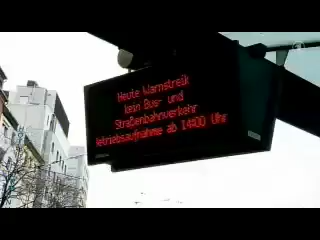 Heute Warnstreik
kein Bus- und
Straßenbahnverkehr
Betriebsaufnahme ab 14:00 Uhr